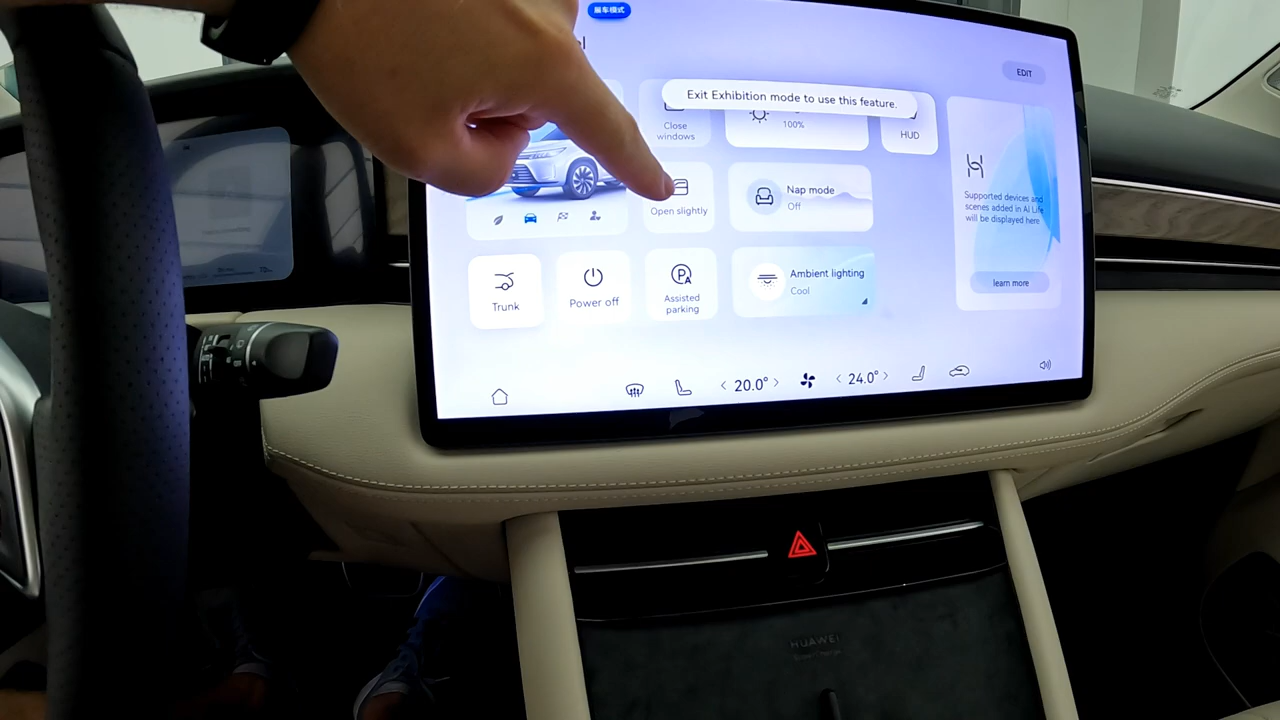 展车模式
EDIT
Exit Exhibition mode to use this feature.
Close
windows
100%
HUD
Open slightly
Nap mode
Off
Supported devices and
scenes added in AI Life
will be displayed here
learn more
Trunk
Power off
Assisted
parking
Ambient lighting
Cool
20.0°
24.0°
HUAWEI